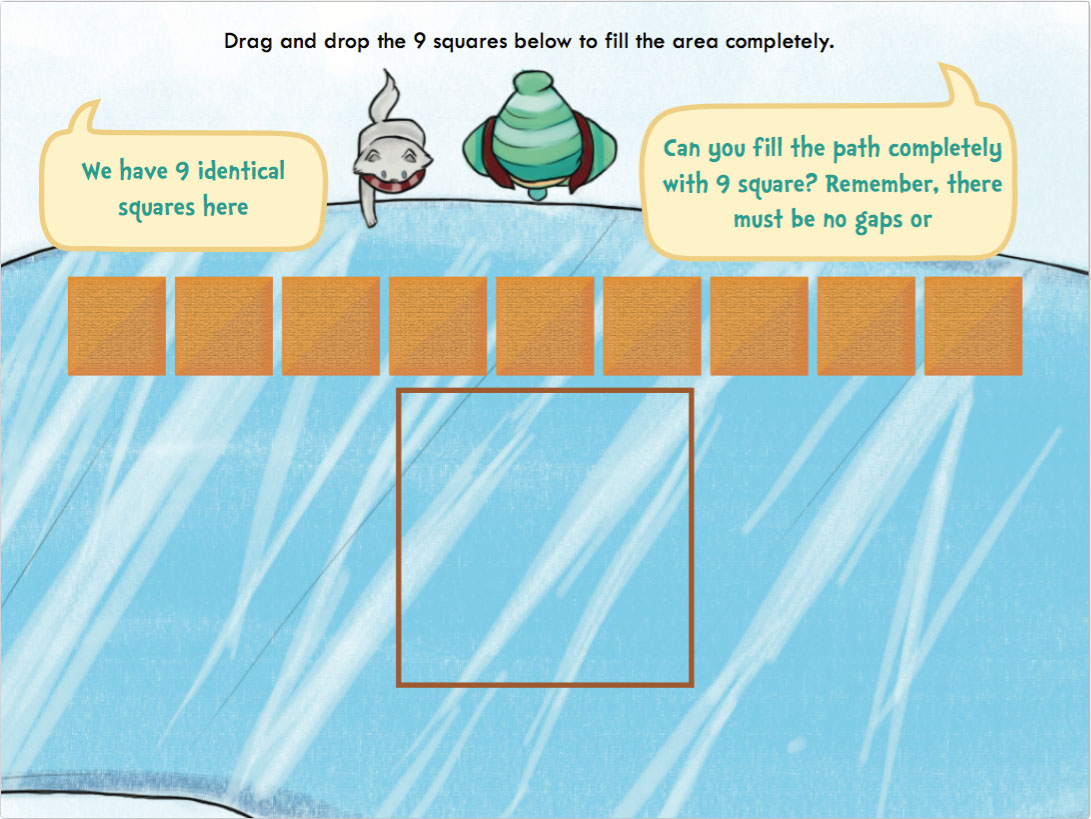 Drag and drop the 9 squares below to fill the area completely.
We have 9 identical
squares here
Can you fill the path completely
with 9 square? Remember, there
must be no gaps or